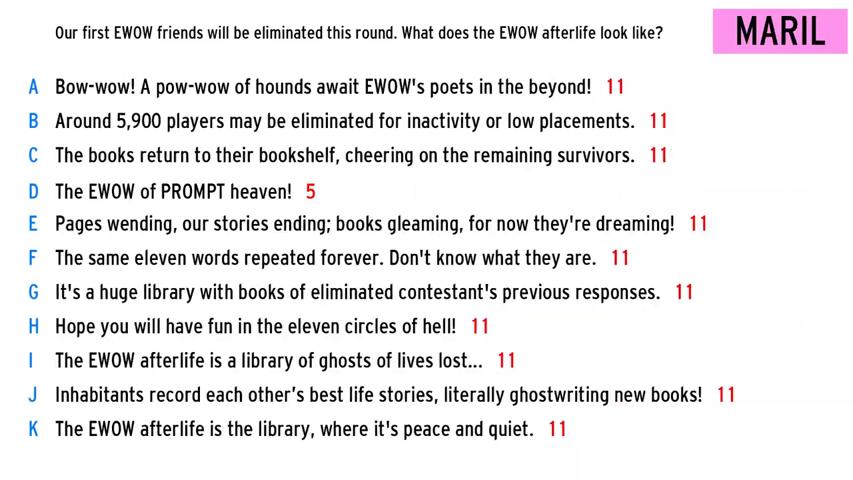 Our first EWOW friends will be eliminated this round. What does the EWOW afterlife look like?
MARIL
A Bow-wow! A pow-wow of hounds await EWOW's poets in the beyond! 11
B Around 5,900 players may be eliminated for inactivity or low placements. 11
C The books return to their bookshelf, cheering on the remaining survivors. 11
D The EWOW of PROMPT heaven! 5
E Pages wending, our stories ending; books gleaming, for now they're dreaming! 11
F The same eleven words repeated forever. Don't know what they are. 11
G It's a huge library with books of eliminated contestant's previous responses. 11
H Hope you will have fun in the eleven circles of hell! 11
I The EWOW afterlife is a library of ghosts of lives lost... 11
J Inhabitants record each other’s best life stories, literally ghostwriting new books! 11
K The EWOW afterlife is the library, where it's peace and quiet. 11